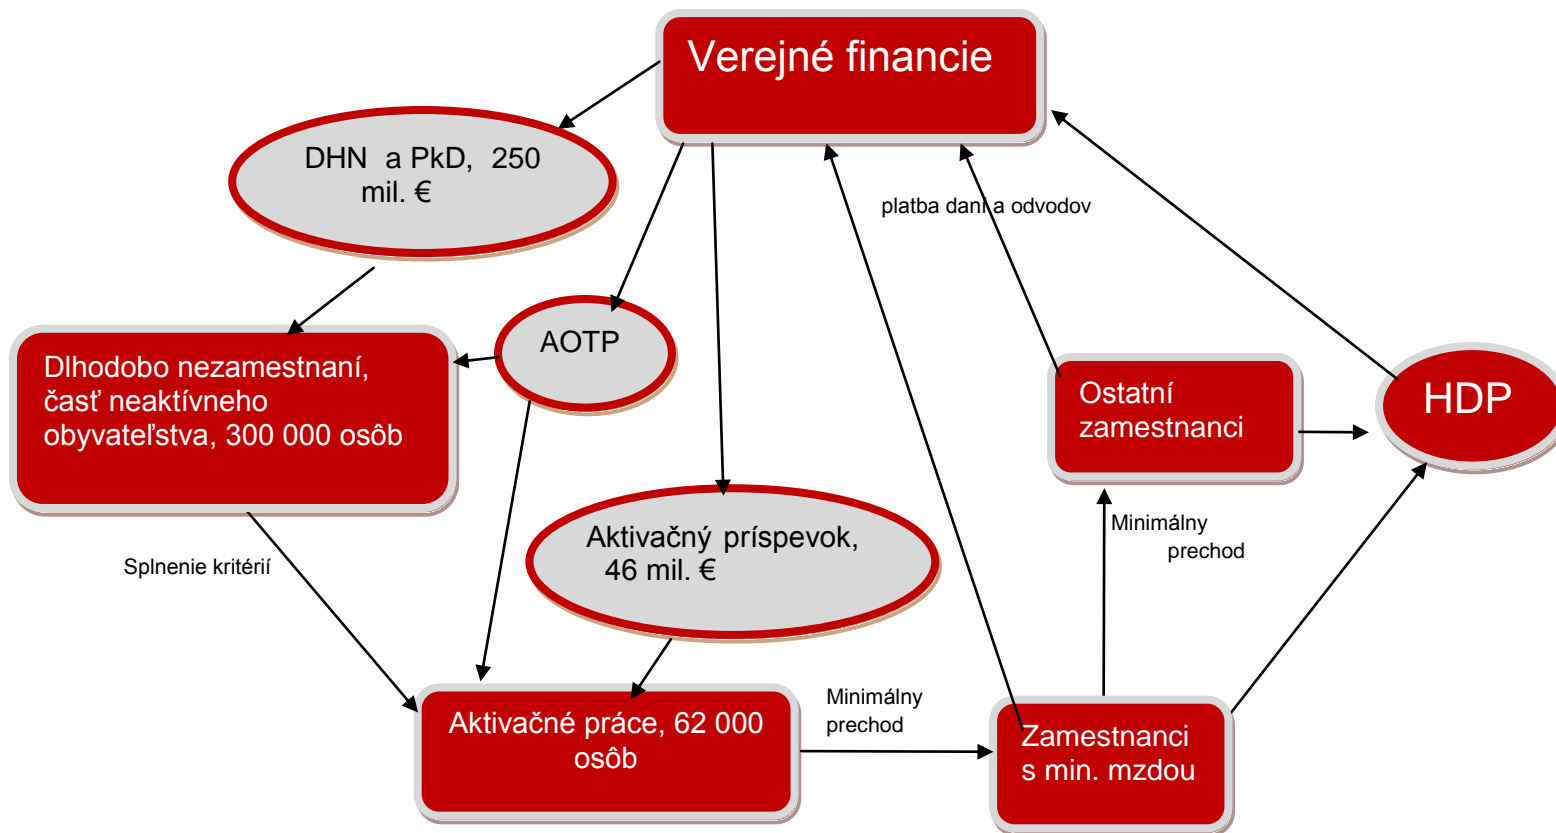 Verejné financie
DHN a PkD, 250
mil. €
platba daní a odvodov
AOTP
Dlhodobo nezamestnaní,
časť neaktívneho
obyvateľstva, 300 000 osôb
Ostatní
zamestnanci
HDP
Aktivačný príspevok,
46 mil. €
Minimálny
prechod
Splnenie kritérií
Aktivačné práce, 62 000
osôb
Minimálny
prechod
Zamestnanci
s min. mzdou